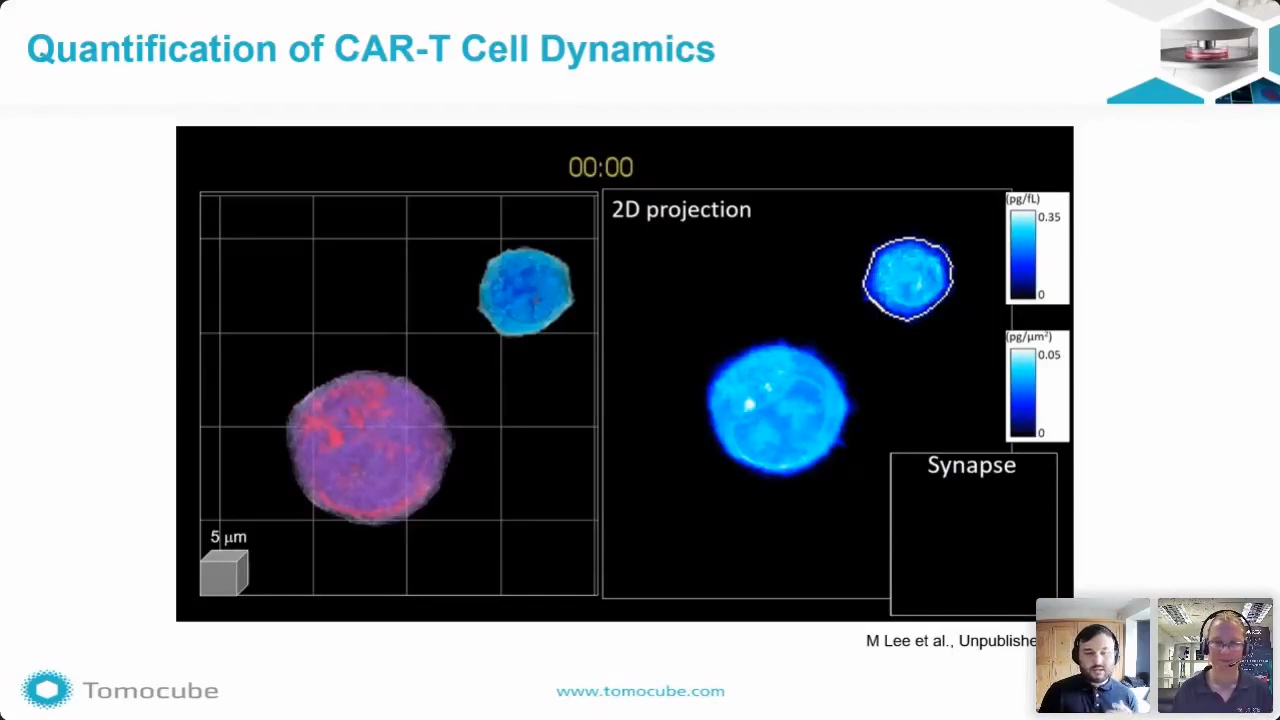 Quantification of CAR-T Cell Dynamics
00:00
2D projection
(pg/fL)
0.35
0
(pg/μm²)
0.05
0
Synapse
5 μm
M Lee et al., Unpublishe
Tomocube
www.tomocube.com